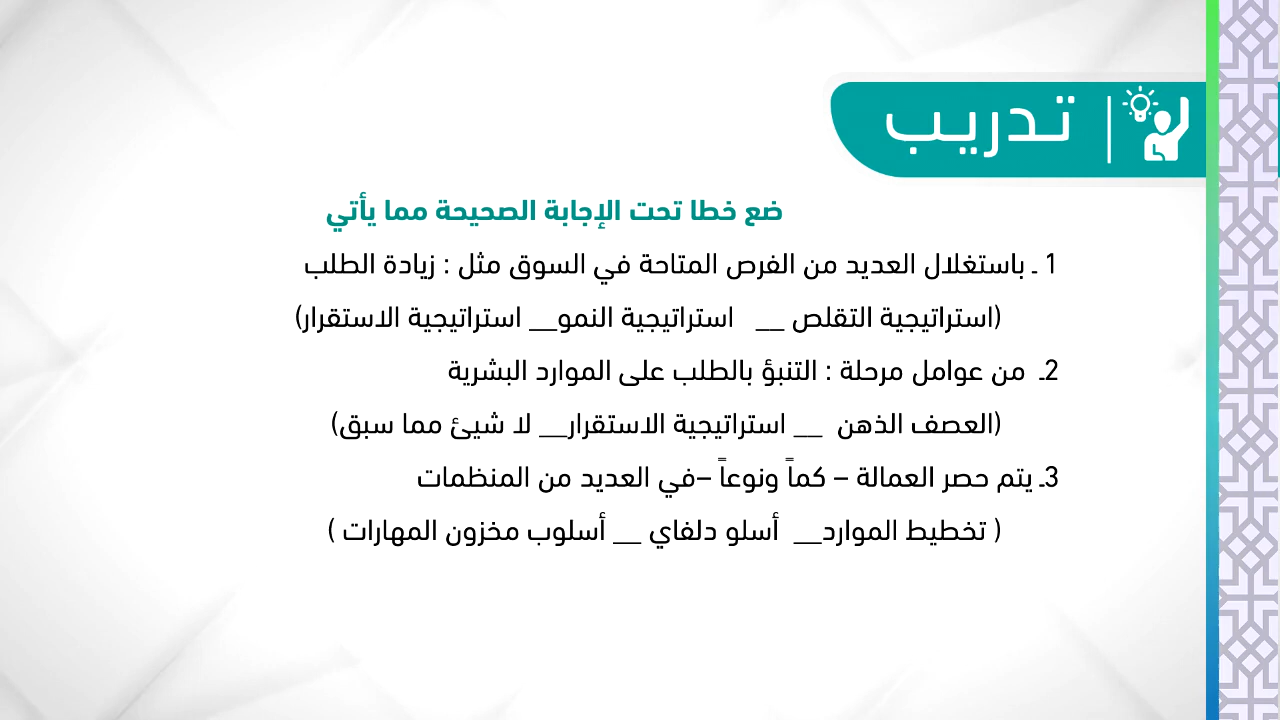 تدريب
ضع خطا تحت الإجابة الصحيحة مما يأتي
1 ـ باستغلال العديد من الفرص المتاحة في السوق مثل : زيادة الطلب
(استراتيجية التقلص __ استراتيجية النمو__ استراتيجية الاستقرار)
2ـ من عوامل مرحلة : التنبؤ بالطلب على الموارد البشرية
(العصف الذهن __ استراتيجية الاستقرار__ لا شيئ مما سبق)
3ـ يتم حصر العمالة – كماً ونوعاً –في العديد من المنظمات
( تخطيط الموارد__ أسلو دلفاي __ أسلوب مخزون المهارات )